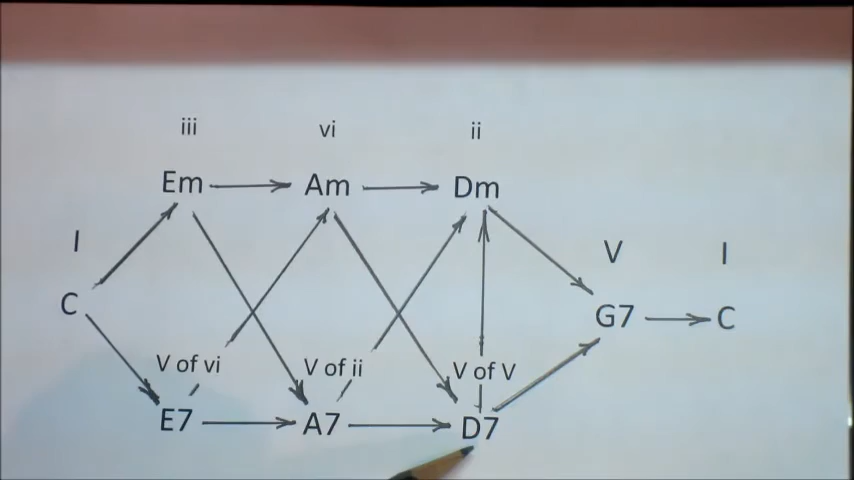 iii vi ii
Em Am Dm
I V I
C G7 C
V of vi V of ii V of V
E7 A7 D7